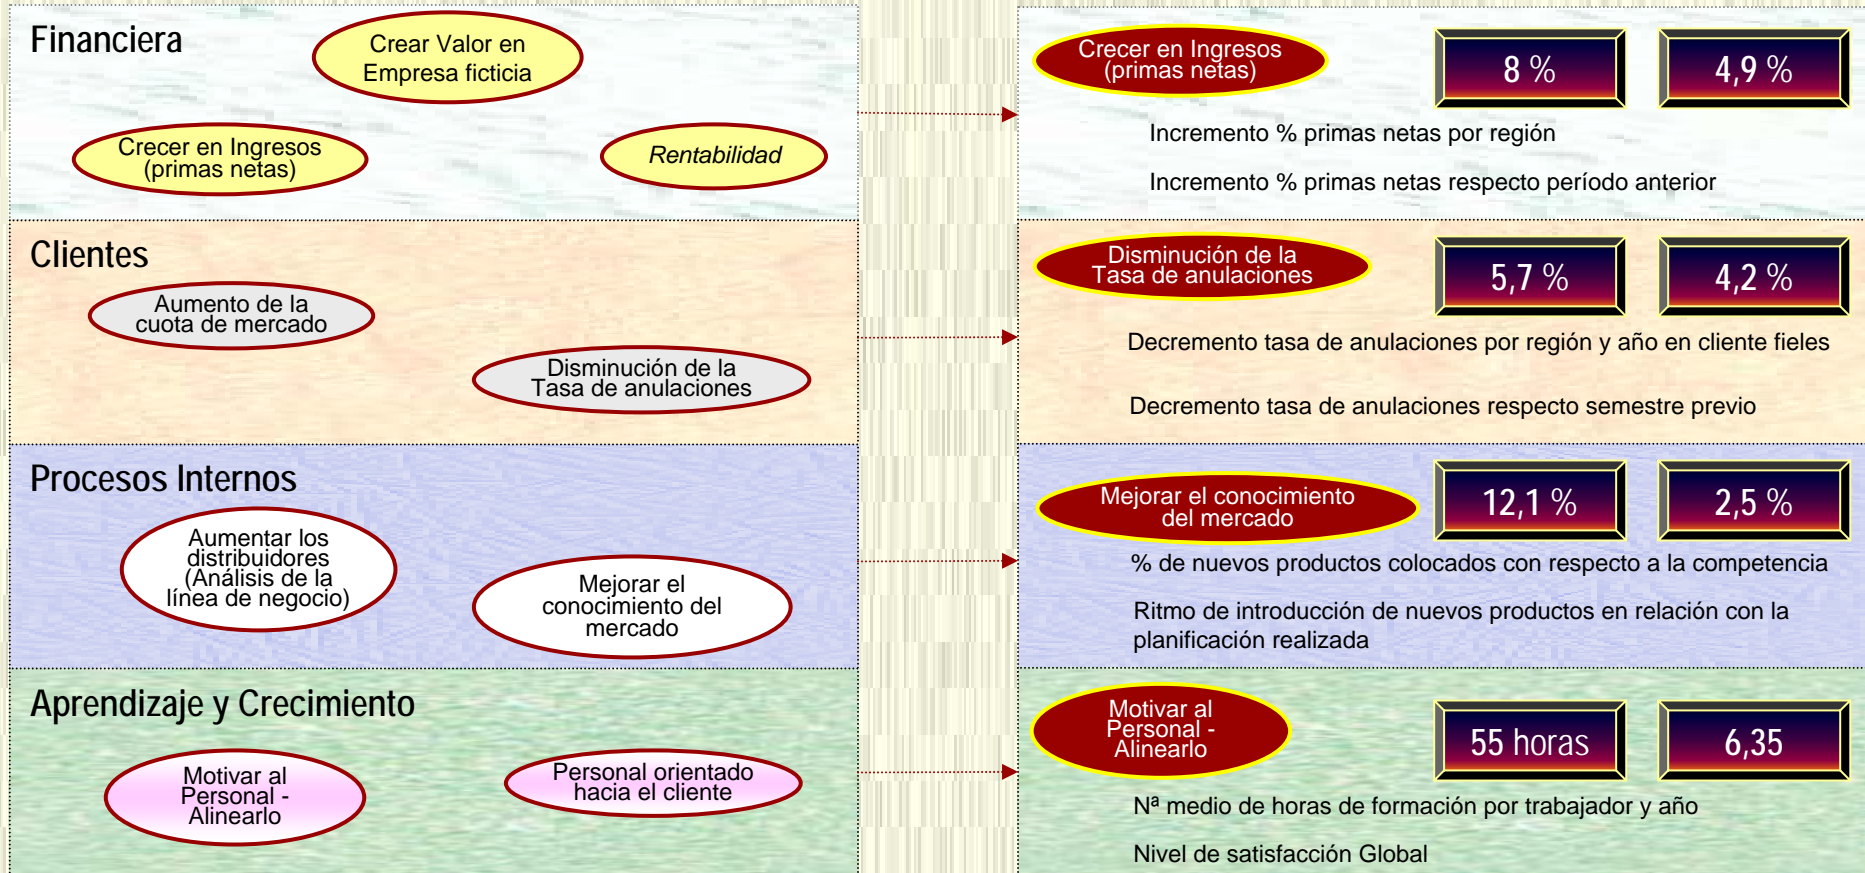 Financiera
Crear Valor en
Empresa ficticia
Crecer en Ingresos
(primas netas)
Rentabilidad
Crecer en Ingresos
(primas netas)
8 %
4,9 %
Incremento % primas netas por región
Incremento % primas netas respecto período anterior
Clientes
Aumento de la
cuota de mercado
Disminución de la
Tasa de anulaciones
Disminución de la
Tasa de anulaciones
5,7 %
4,2 %
Decremento tasa de anulaciones por región y año en cliente fieles
Decremento tasa de anulaciones respecto semestre previo
Procesos Internos
Aumentar los
distribuidores
(Análisis de la
línea de negocio)
Mejorar el
conocimiento del
mercado
Mejorar el conocimiento
del mercado
12,1 %
2,5 %
% de nuevos productos colocados con respecto a la competencia
Ritmo de introducción de nuevos productos en relación con la
planificación realizada
Aprendizaje y Crecimiento
Motivar al
Personal -
Alinearlo
Personal orientado
hacia el cliente
Motivar al
Personal -
Alinearlo
55 horas
6,35
Nª medio de horas de formación por trabajador y año
Nivel de satisfacción Global